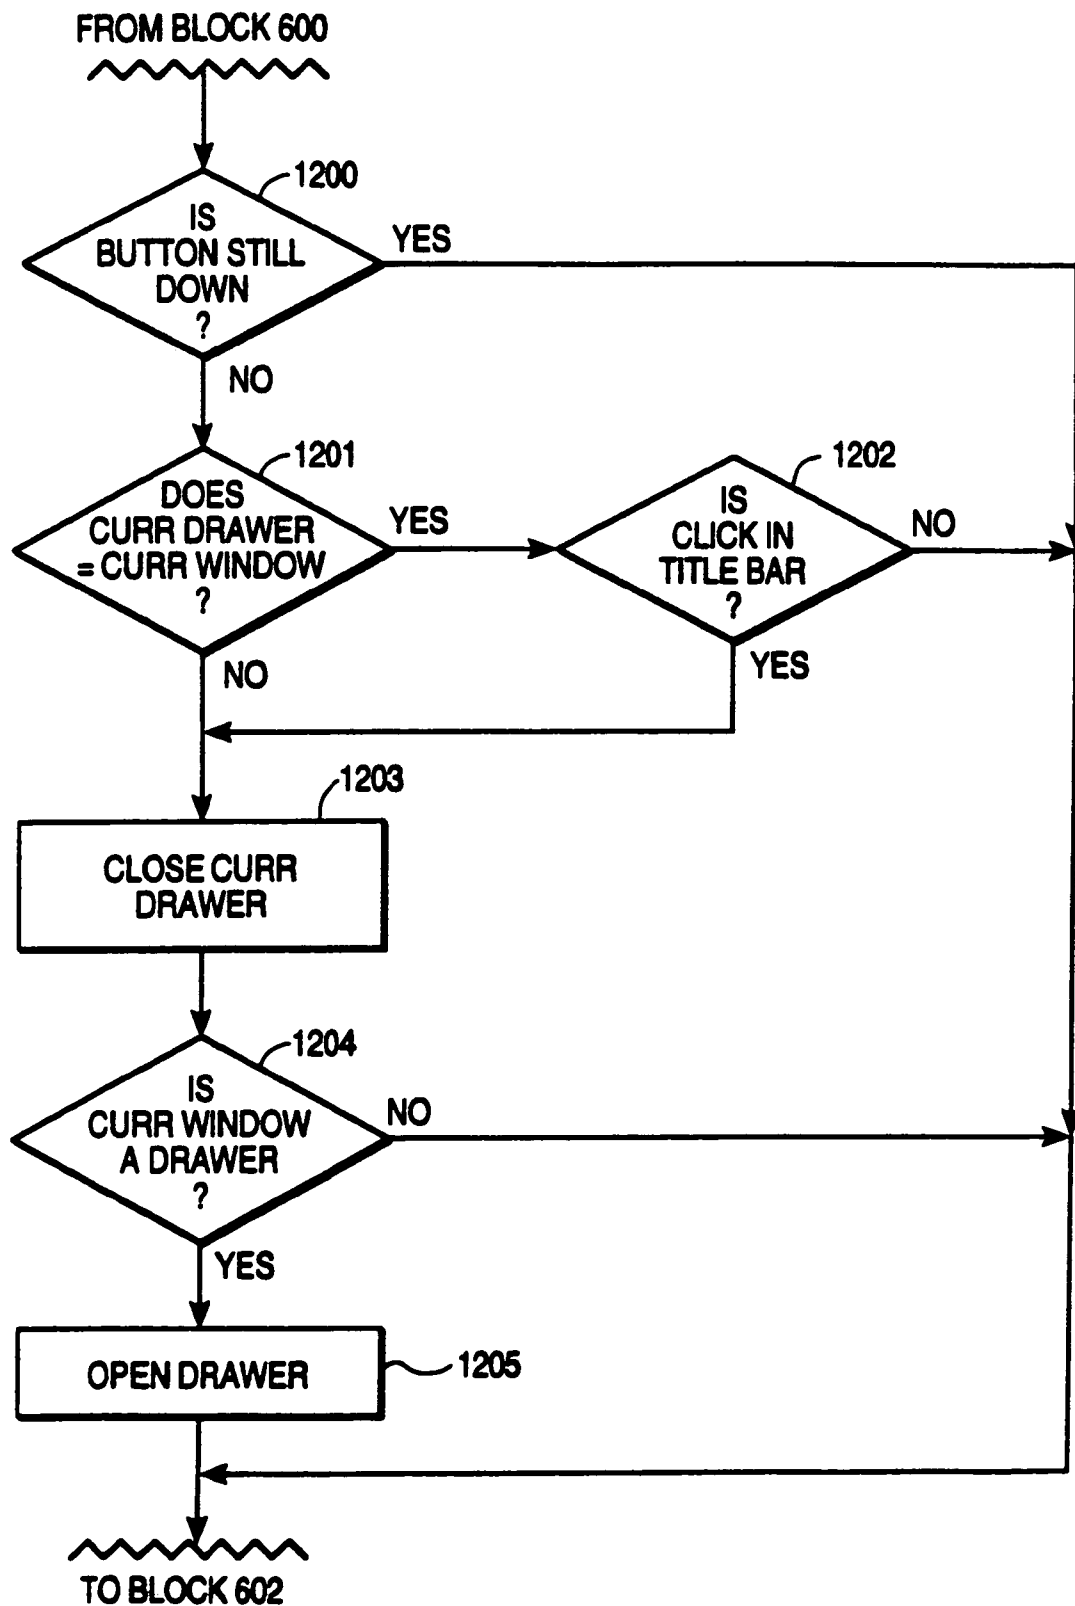 FROM BLOCK 600
1200
IS
BUTTON STILL
DOWN
?
YES
NO
1201
DOES
CURR DRAWER
= CURR WINDOW
?
YES
NO
1202
IS
CLICK IN
TITLE BAR
?
NO
YES
1203
CLOSE CURR
DRAWER
1204
IS
CURR WINDOW
A DRAWER
?
NO
YES
OPEN DRAWER
1205
TO BLOCK 602